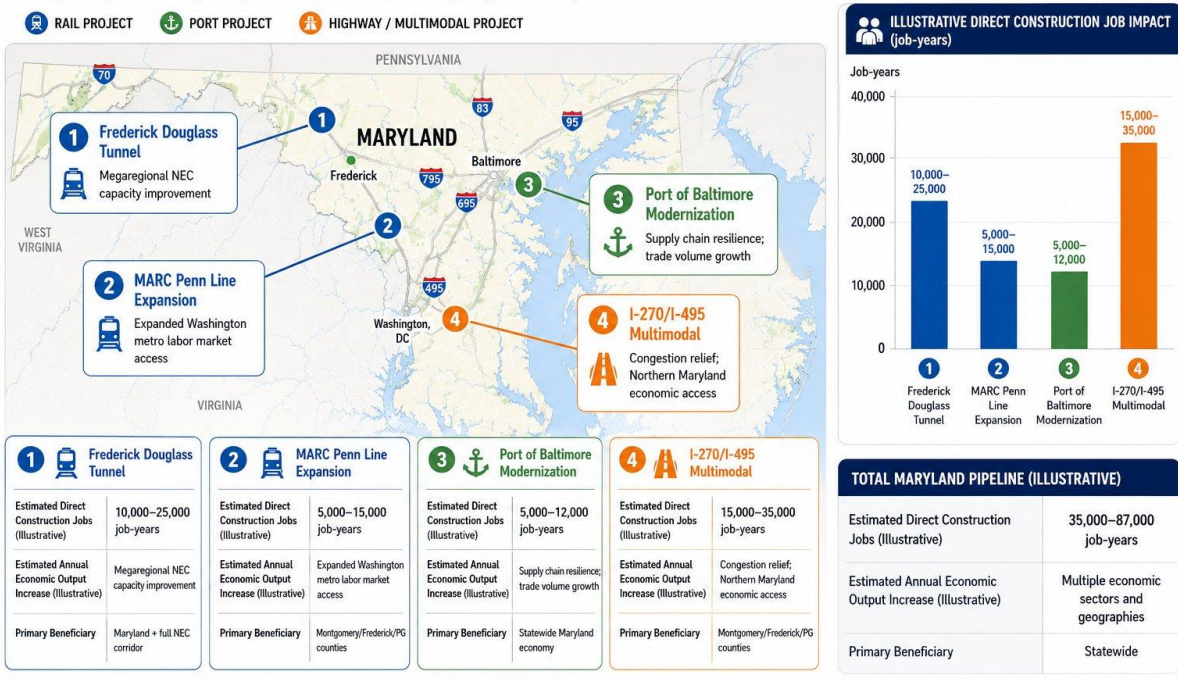 RAIL PROJECT
PORT PROJECT
HIGHWAY / MULTIMODAL PROJECT
PENNSYLVANIA
70
83
95
1
MARYLAND
Frederick
795
Baltimore
695
3
2
WEST
VIRGINIA
495
Washington,
DC
4
VIRGINIA
1
Frederick Douglass
Tunnel
Megaregional NEC
capacity improvement
2
MARC Penn Line
Expansion
Expanded Washington
metro labor market
access
3
Port of Baltimore
Modernization
Supply chain resilience;
trade volume growth
4
I-270/I-495
Multimodal
Congestion relief;
Northern Maryland
economic access
ILLUSTRATIVE DIRECT CONSTRUCTION JOB IMPACT
(job-years)
Job-years
40,000
30,000
20,000
10,000
0
10,000–
25,000
5,000–
15,000
5,000–
12,000
15,000–
35,000
1
Frederick
Douglass
Tunnel
2
MARC Penn
Line
Expansion
3
Port of
Baltimore
Modernization
4
I-270/I-495
Multimodal
1
Frederick Douglass
Tunnel
Estimated Direct
Construction Jobs
(Illustrative)
10,000–25,000
job-years
Estimated Annual
Economic Output
Increase (Illustrative)
Megaregional NEC
capacity improvement
Primary Beneficiary
Maryland + full NEC
corridor
2
MARC Penn Line
Expansion
Estimated Direct
Construction Jobs
(Illustrative)
5,000–15,000
job-years
Estimated Annual
Economic Output
Increase (Illustrative)
Expanded Washington
metro labor market
access
Primary Beneficiary
Montgomery/Frederick/PG
counties
3
Port of Baltimore
Modernization
Estimated Direct
Construction Jobs
(Illustrative)
5,000–12,000
job-years
Estimated Annual
Economic Output
Increase (Illustrative)
Supply chain resilience;
trade volume growth
Primary Beneficiary
Statewide Maryland
economy
4
I-270/I-495
Multimodal
Estimated Direct
Construction Jobs
(Illustrative)
15,000–35,000
job-years
Estimated Annual
Economic Output
Increase (Illustrative)
Congestion relief;
Northern Maryland
economic access
Primary Beneficiary
Montgomery/Frederick/PG
counties
TOTAL MARYLAND PIPELINE (ILLUSTRATIVE)
Estimated Direct Construction
Jobs (Illustrative)
35,000–87,000
job-years
Estimated Annual Economic
Output Increase (Illustrative)
Multiple economic
sectors and
geographies
Primary Beneficiary
Statewide